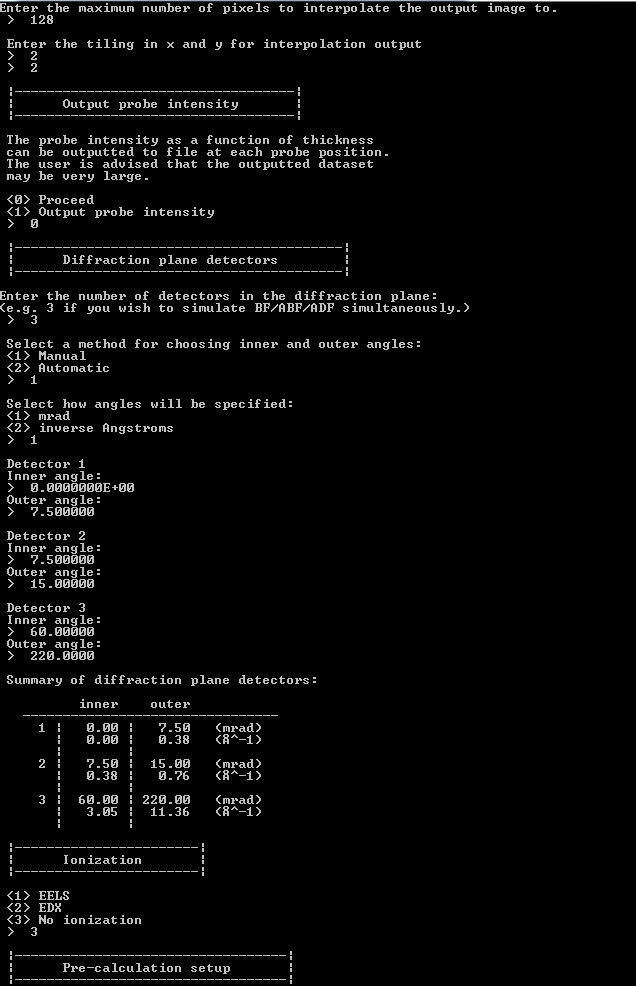 Enter the maximum number of pixels to interpolate the output image to.
> 128
Enter the tiling in x and y for interpolation output
> 2
> 2
|----------------------------------|
| Output probe intensity |
|----------------------------------|
The probe intensity as a function of thickness
can be outputted to file at each probe position.
The user is advised that the outputted dataset
may be very large.
<0> Proceed
<1> Output probe intensity
> 0
|----------------------------------------|
| Diffraction plane detectors |
|----------------------------------------|
Enter the number of detectors in the diffraction plane:
(e.g. 3 if you wish to simulate BF/ABF/ADF simultaneously.)
> 3
Select a method for choosing inner and outer angles:
<1> Manual
<2> Automatic
> 1
Select how angles will be specified:
<1> mrad
<2> inverse Angstroms
> 1
Detector 1
Inner angle:
> 0.0000000E+00
Outer angle:
> 7.500000
Detector 2
Inner angle:
> 7.500000
Outer angle:
> 15.00000
Detector 3
Inner angle:
> 60.00000
Outer angle:
> 220.0000
Summary of diffraction plane detectors:
inner outer
--------------------------------
1 | 0.00 | 7.50 (mrad)
| 0.00 | 0.38 (Å^-1)
| |
2 | 7.50 | 15.00 (mrad)
| 0.38 | 0.76 (Å^-1)
| |
3 | 60.00 | 220.00 (mrad)
| 3.05 | 11.36 (Å^-1)
| |
|-----------------------|
| Ionization |
|-----------------------|
<1> EELS
<2> EDX
<3> No ionization
> 3
|----------------------------------|
| Pre-calculation setup |
|----------------------------------|